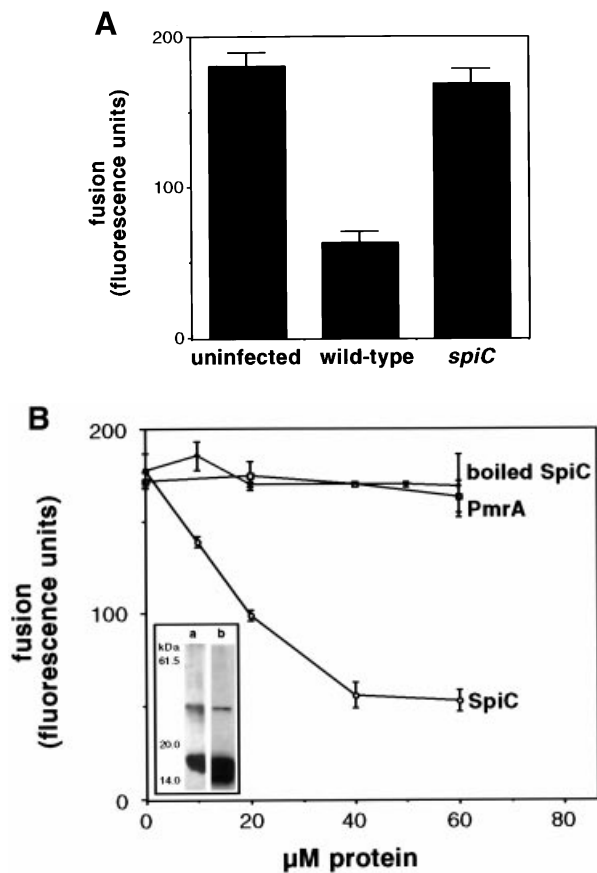 A
fusion
(fluorescence units)
200
100
0
uninfected wild-type spiC
B
fusion
(fluorescence units)
200
100
0
boiled SpiC
PmrA
SpiC
a b
kDa
61.5
20.0
14.0
0 20 40 60 80
µM protein